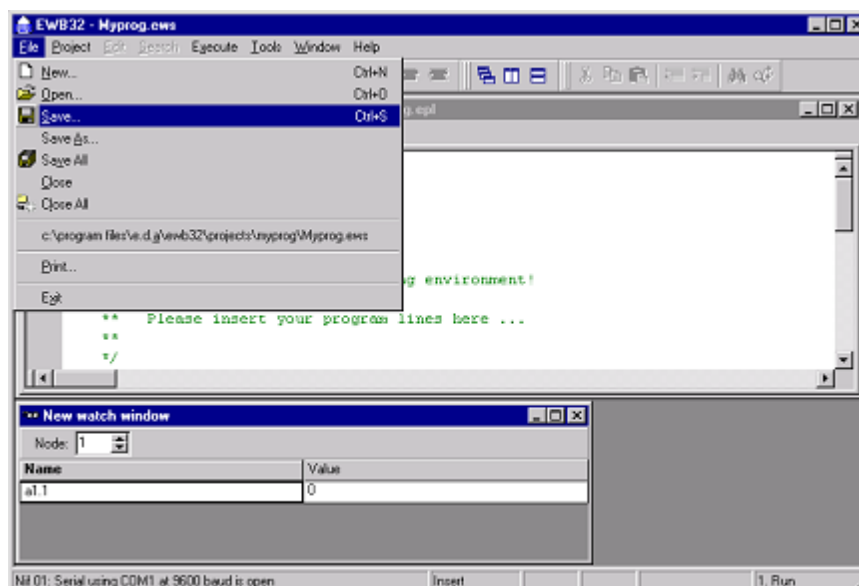 EWB32 - Myprog.ews
File Project Edit Search Execute Tools Window Help
New... Ctrl+N
Open... Ctrl+O
Save... Ctrl+S
Save As...
Save All
Close
Close All
c:\program files\e.d.g\ewb32\projects\myprog\Myprog.ews
Print...
Exit
g.epl
g environment!
** Please insert your program lines here ...
**
*/
New watch window
Node: 1
Name Value
a1.1 0
Nif 01: Serial using COM1 at 9600 baud is open Insert 1. Run